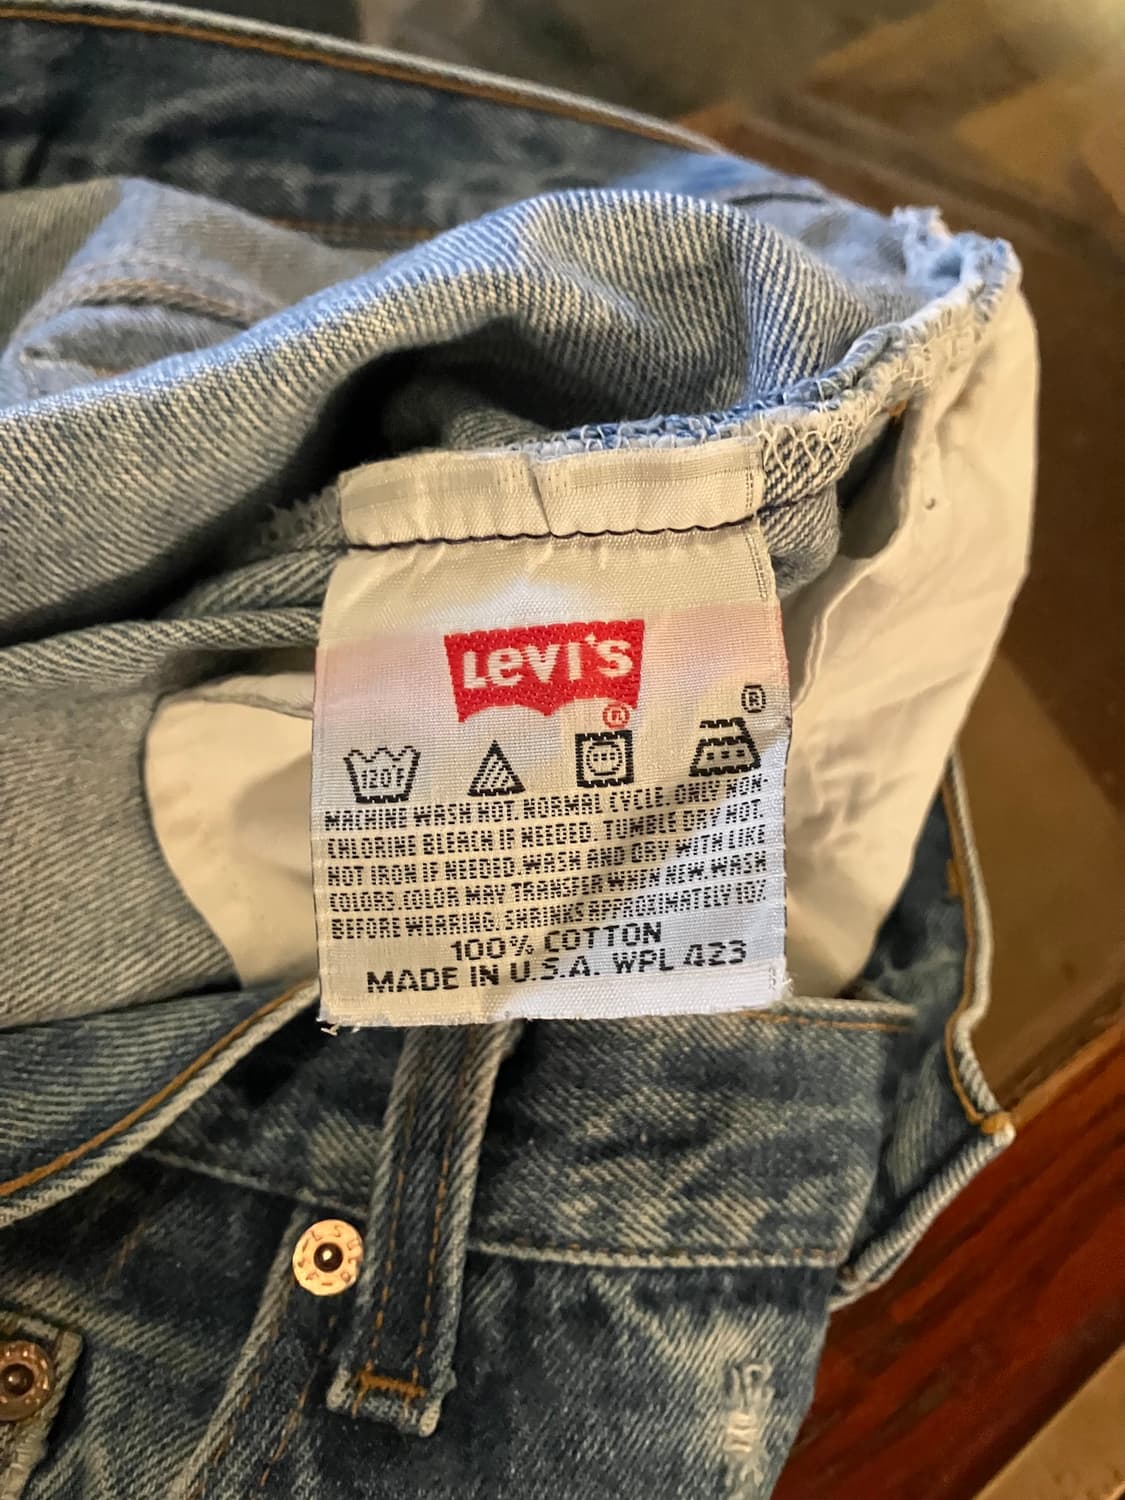 Levi's
®
®
120F
MACHINE WASH HOT. NORMAL CYCLE. ONLY NON-
CHLORINE BLEACH IF NEEDED. TUMBLE DRY HOT.
HOT IRON IF NEEDED. WASH AND DRY WITH LIKE
COLORS. COLOR MAY TRANSFER WHEN NEW. WASH
BEFORE WEARING. SHRINKS APPROXIMATELY 10%
100% COTTON
MADE IN U.S.A. WPL 423